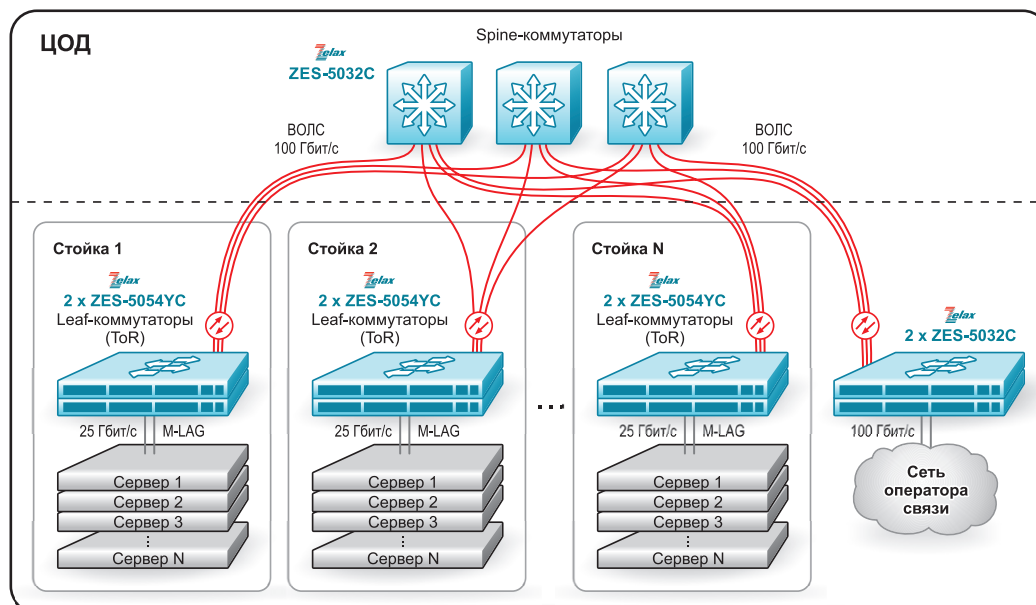 ЦОД
Spine-коммутаторы
Zelax
ZES-5032C
ВОЛС
100 Гбит/с
ВОЛС
100 Гбит/с
Стойка 1
Zelax
2 x ZES-5054YC
Leaf-коммутаторы
(ToR)
25 Гбит/с
M-LAG
Сервер 1
Сервер 2
Сервер 3
Сервер N
Стойка 2
Zelax
2 x ZES-5054YC
Leaf-коммутаторы
(ToR)
25 Гбит/с
M-LAG
Сервер 1
Сервер 2
Сервер 3
Сервер N
...
Стойка N
Zelax
2 x ZES-5054YC
Leaf-коммутаторы
(ToR)
25 Гбит/с
M-LAG
Сервер 1
Сервер 2
Сервер 3
Сервер N
Zelax
2 x ZES-5032C
100 Гбит/с
Сеть
оператора
связи